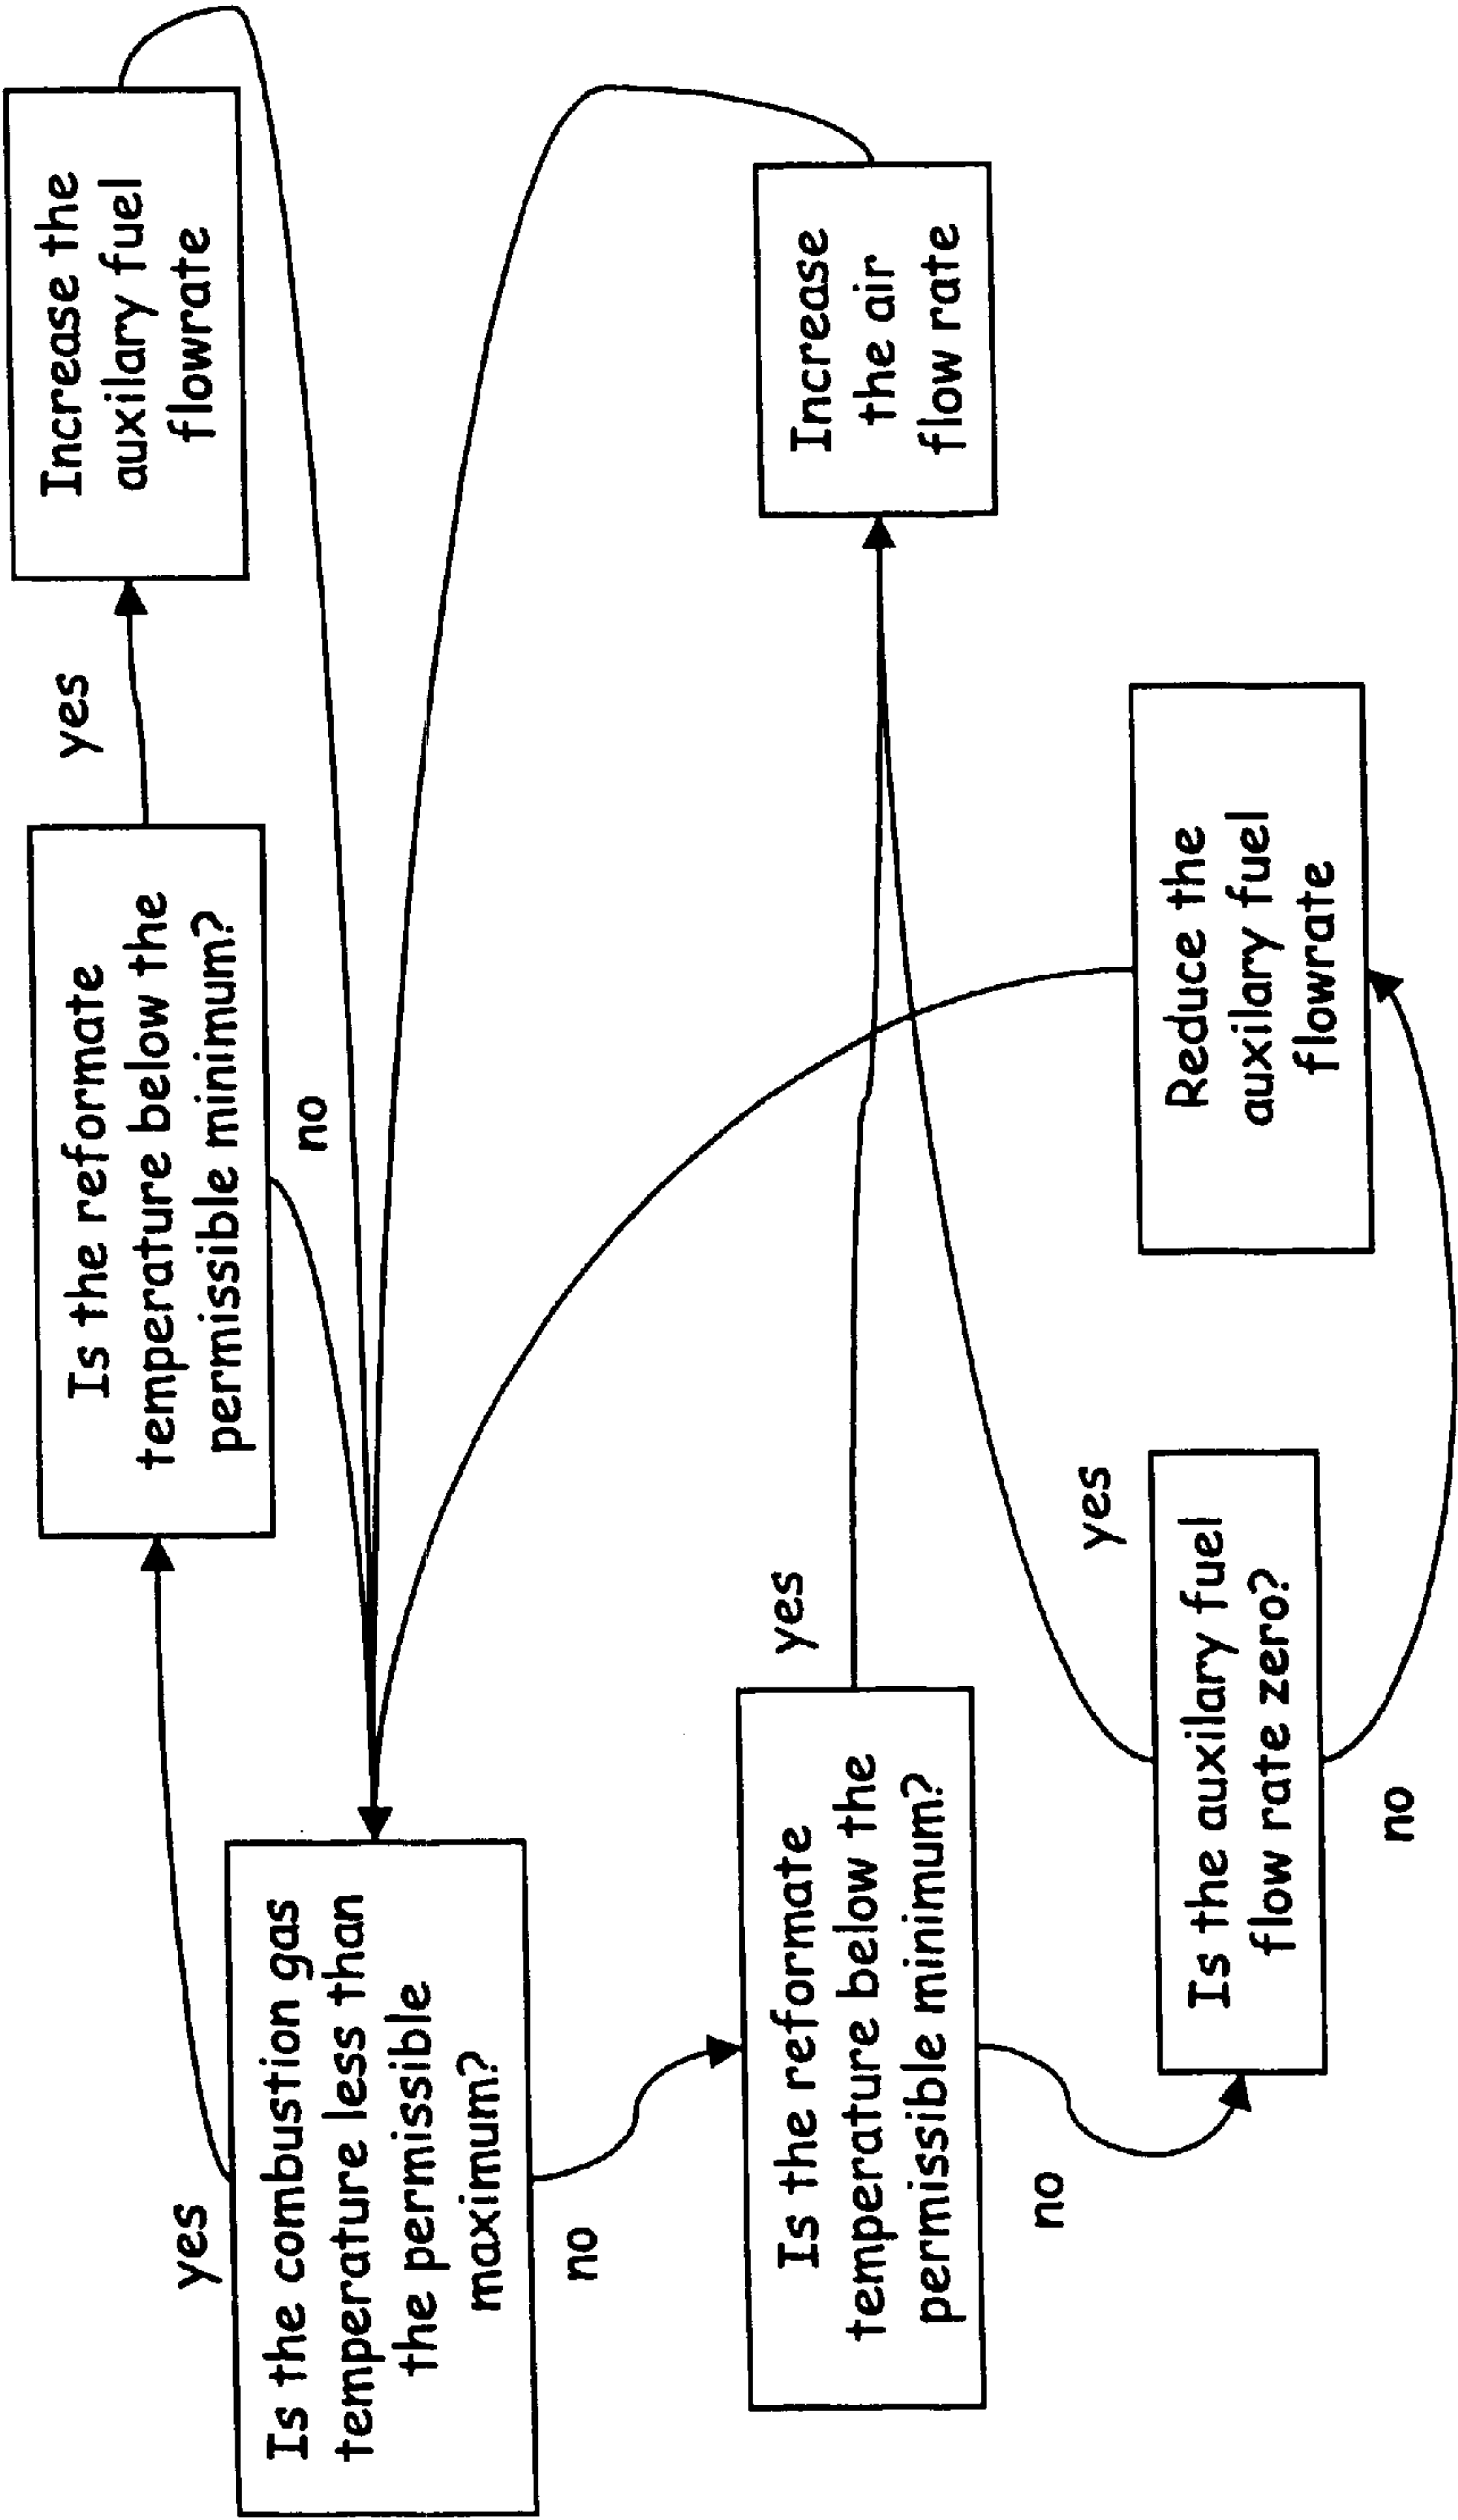 yes
Is the combustion gas
temperature less than
the permissible
maximum?
no
Is the reformate
temperature below the
permissible minimum?
yes
no
Increase the
auxilary fuel
flowrate
Is the reformate
temperature below the
permissible minimum?
yes
no
Increase
the air
flow rate
Is the auxilary fuel
flow rate zero?
yes
no
Reduce the
auxilary fuel
flowrate